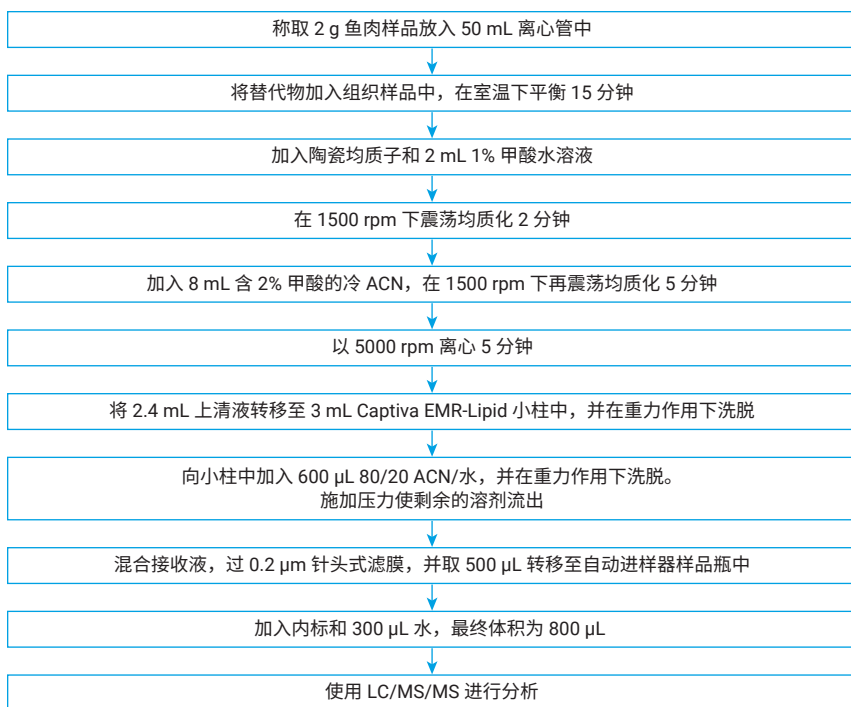 称取 2 g 鱼肉样品放入 50 mL 离心管中
将替代物加入组织样品中，在室温下平衡 15 分钟
加入陶瓷均质子和 2 mL 1% 甲酸水溶液
在 1500 rpm 下震荡均质化 2 分钟
加入 8 mL 含 2% 甲酸的冷 ACN，在 1500 rpm 下再震荡均质化 5 分钟
以 5000 rpm 离心 5 分钟
将 2.4 mL 上清液转移至 3 mL Captiva EMR-Lipid 小柱中，并在重力作用下洗脱
向小柱中加入 600 µL 80/20 ACN/水，并在重力作用下洗脱。
施加压力使剩余的溶剂流出
混合接收液，过 0.2 µm 针头式滤膜，并取 500 µL 转移至自动进样器样品瓶中
加入内标和 300 µL 水，最终体积为 800 µL
使用 LC/MS/MS 进行分析